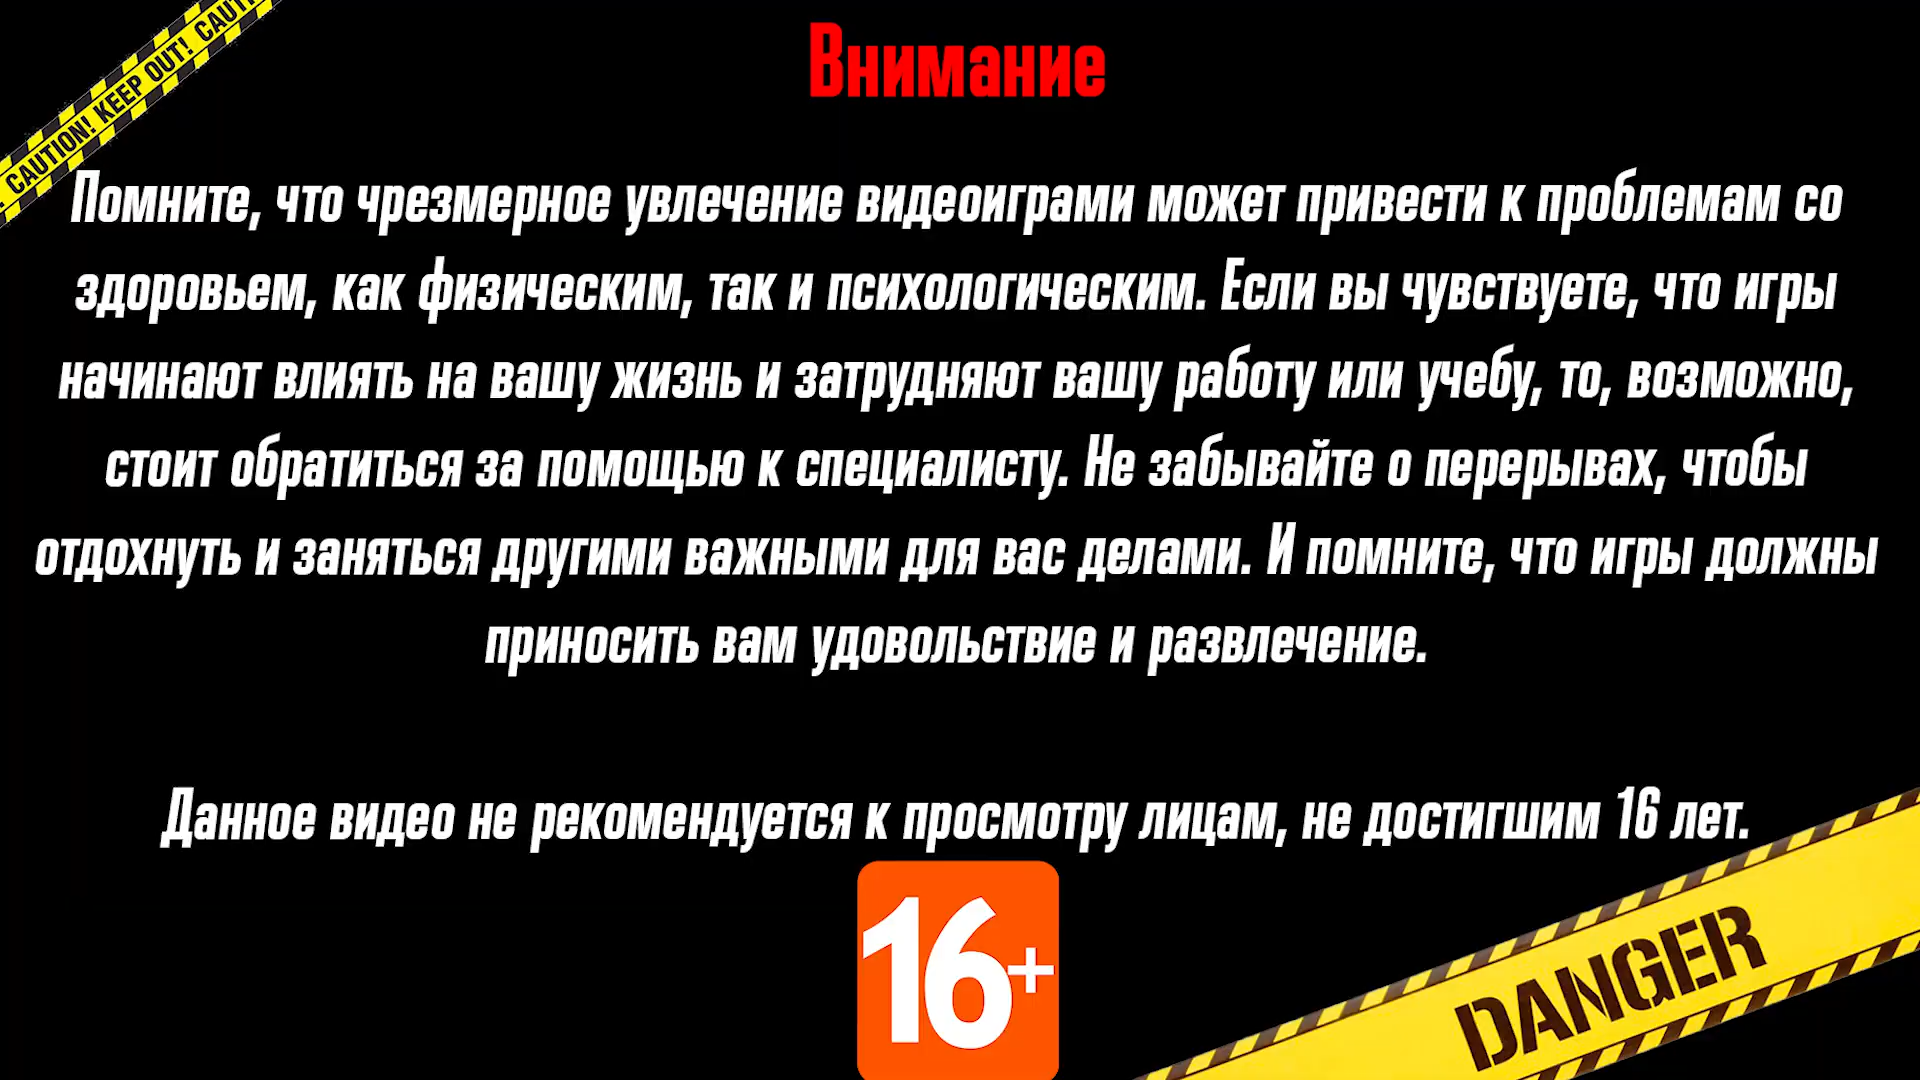 CAUTION! KEEP OUT! CAUTI
Внимание
Помните, что чрезмерное увлечение видеоиграми может привести к проблемам со
здоровьем, как физическим, так и психологическим. Если вы чувствуете, что игры
начинают влиять на вашу жизнь и затрудняют вашу работу или учебу, то, возможно,
стоит обратиться за помощью к специалисту. Не забывайте о перерывах, чтобы
отдохнуть и заняться другими важными для вас делами. И помните, что игры должны
приносить вам удовольствие и развлечение.
Данное видео не рекомендуется к просмотру лицам, не достигшим 16 лет.
16+
DANGER